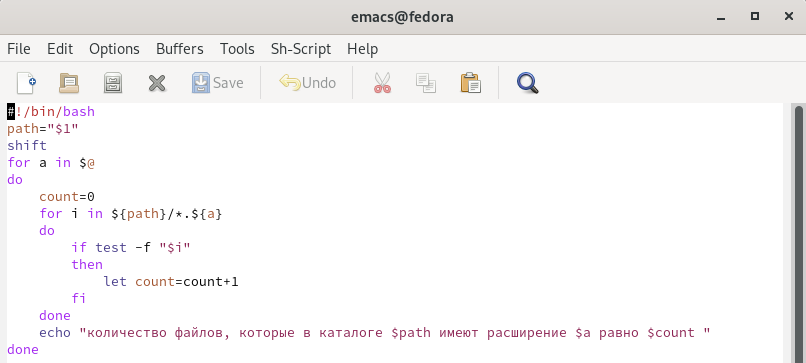 emacs@fedora
File Edit Options Buffers Tools Sh-Script Help
Save Undo
#!/bin/bash
path="$1"
shift
for a in $@
do
    count=0
    for i in ${path}/*.${a}
    do
        if test -f "$i"
        then
            let count=count+1
        fi
    done
    echo "количество файлов, которые в каталоге $path имеют расширение $a равно $count "
done